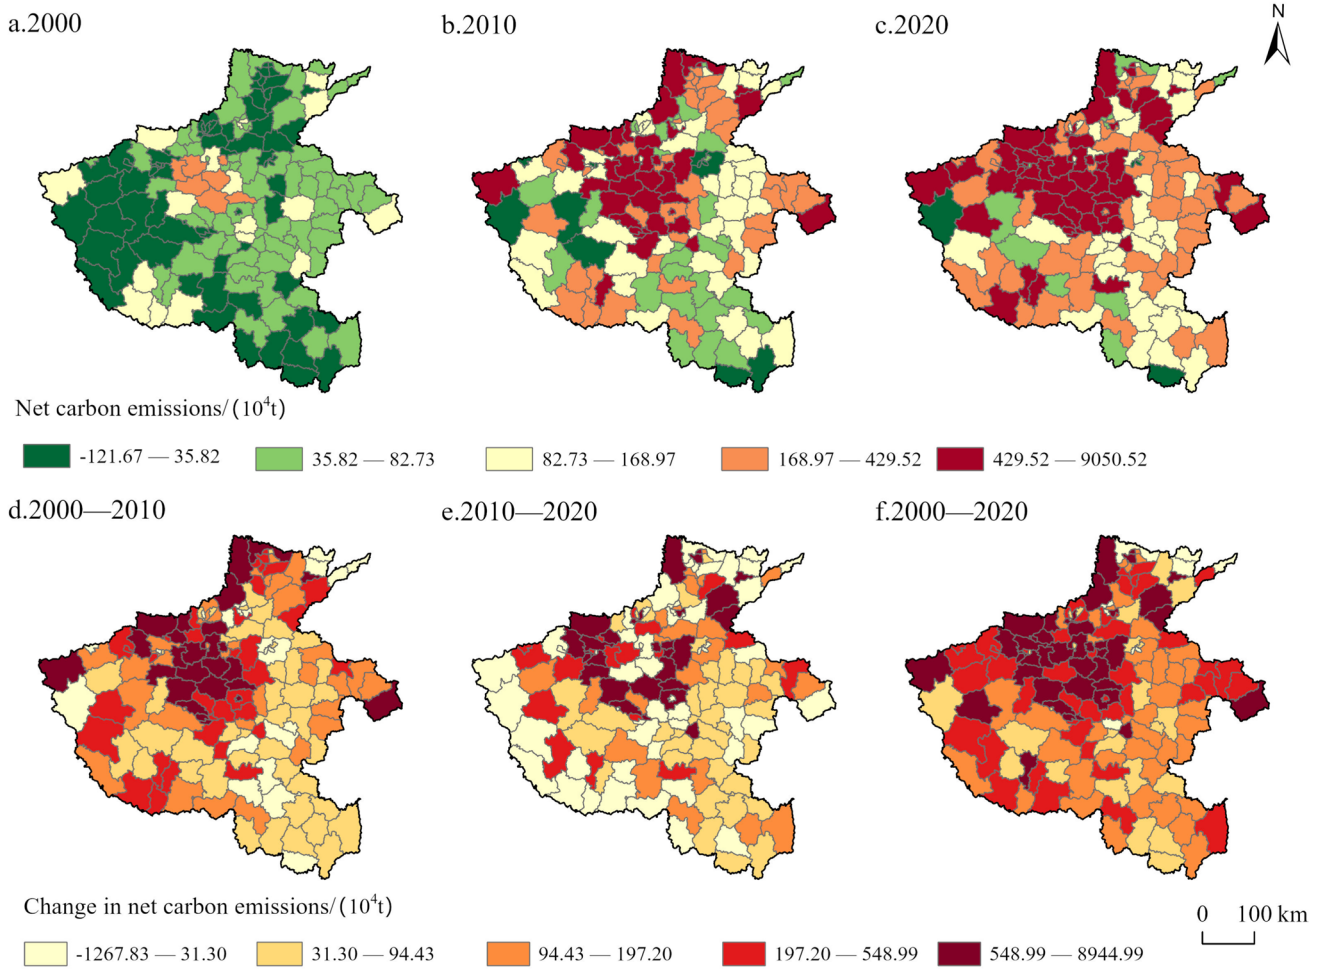 a.2000
b.2010
c.2020
N
Net carbon emissions/(10⁴t)
-121.67 — 35.82
35.82 — 82.73
82.73 — 168.97
168.97 — 429.52
429.52 — 9050.52
d.2000—2010
e.2010—2020
f.2000—2020
Change in net carbon emissions/(10⁴t)
0 100 km
-1267.83 — 31.30
31.30 — 94.43
94.43 — 197.20
197.20 — 548.99
548.99 — 8944.99